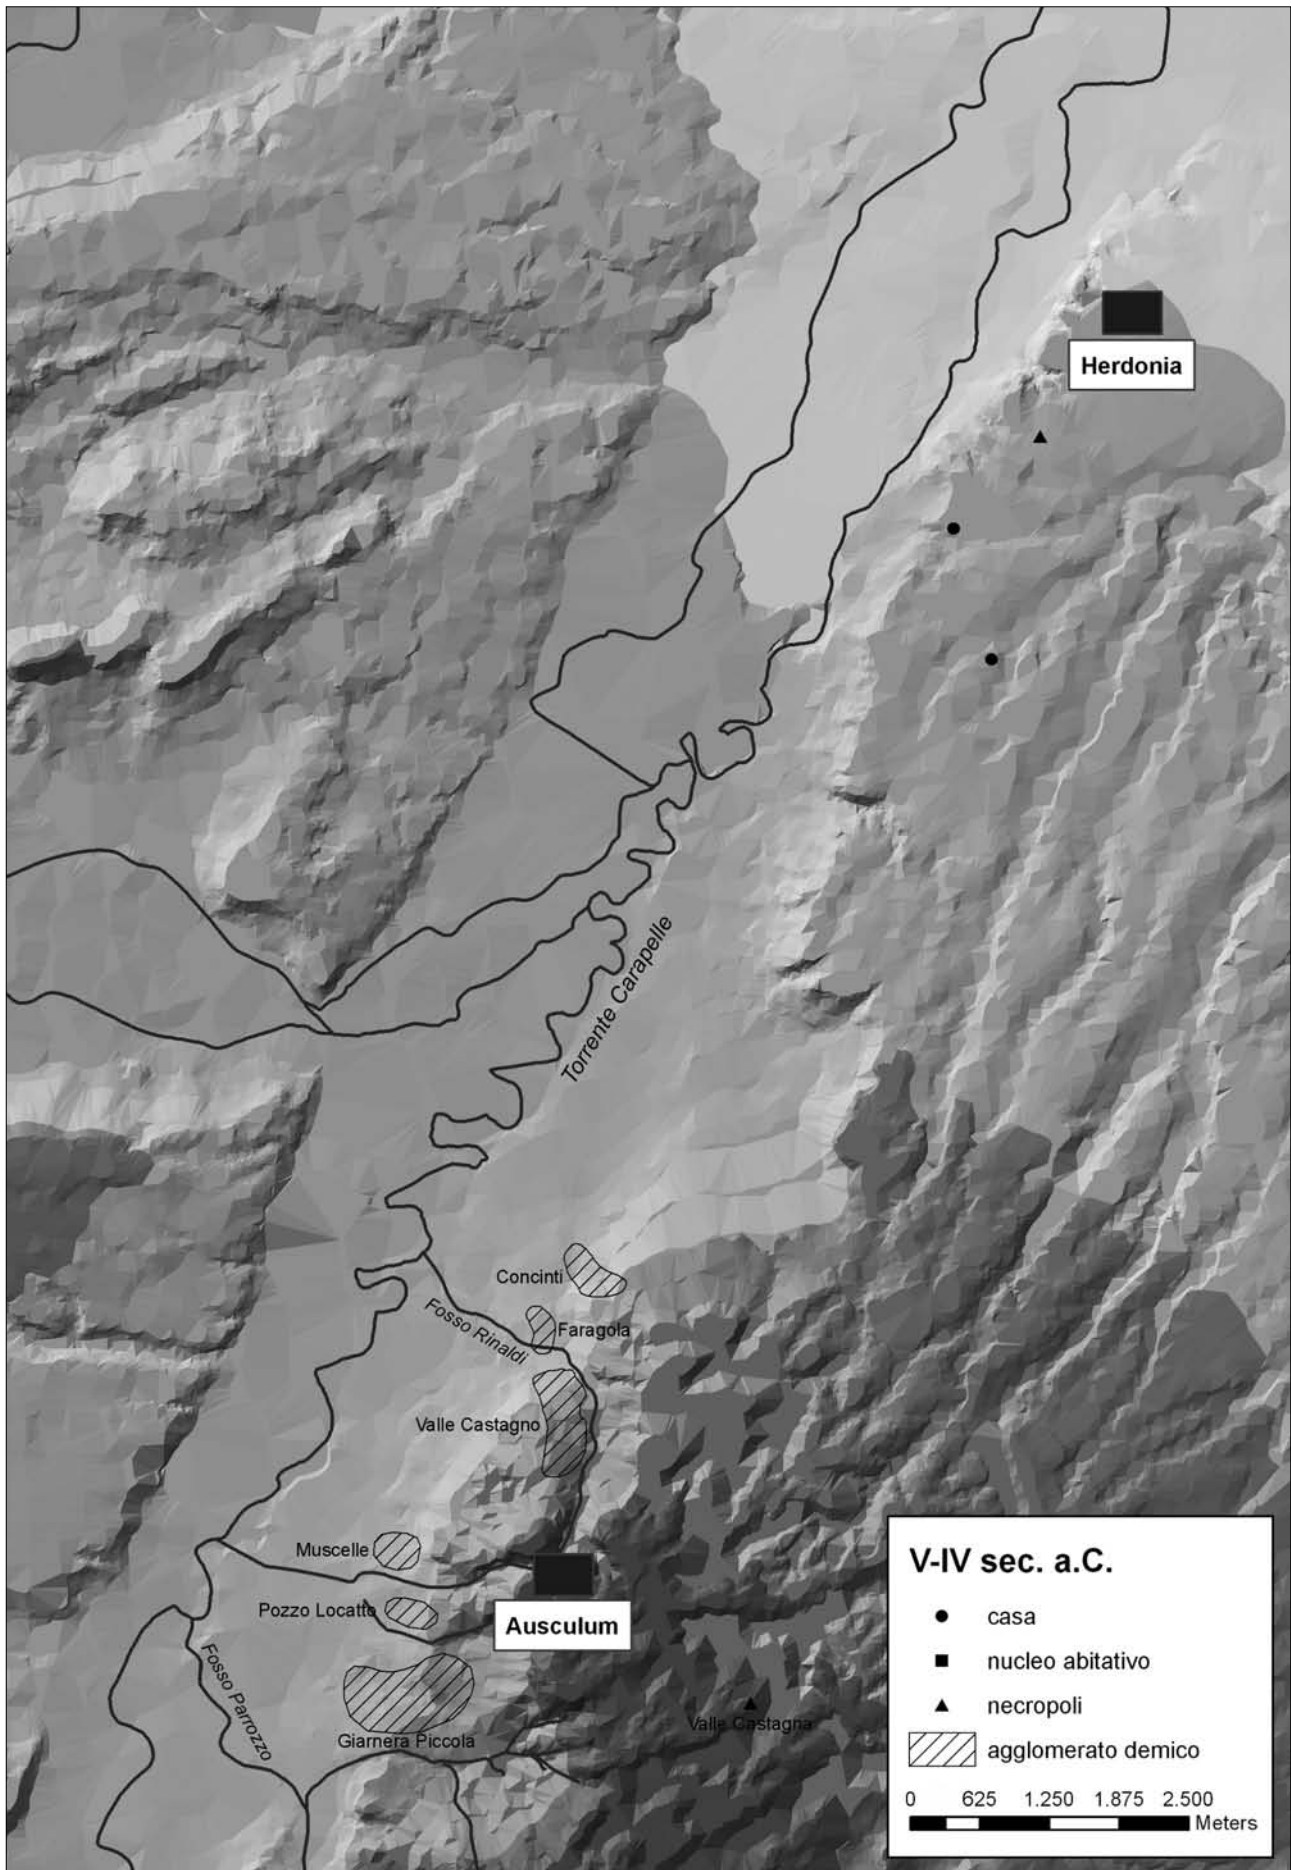 Herdonia
Torrente Carapelle
Concinti
Fosso Rinaldi
Faragola
Valle Castagno
Muscelle
Pozzo Locatto
Ausculum
Fosso Parrozzo
Giarnera Piccola
Valle Castagna
V-IV sec. a.C.
casa
nucleo abitativo
necropoli
agglomerato demico
0 625 1.250 1.875 2.500
Meters